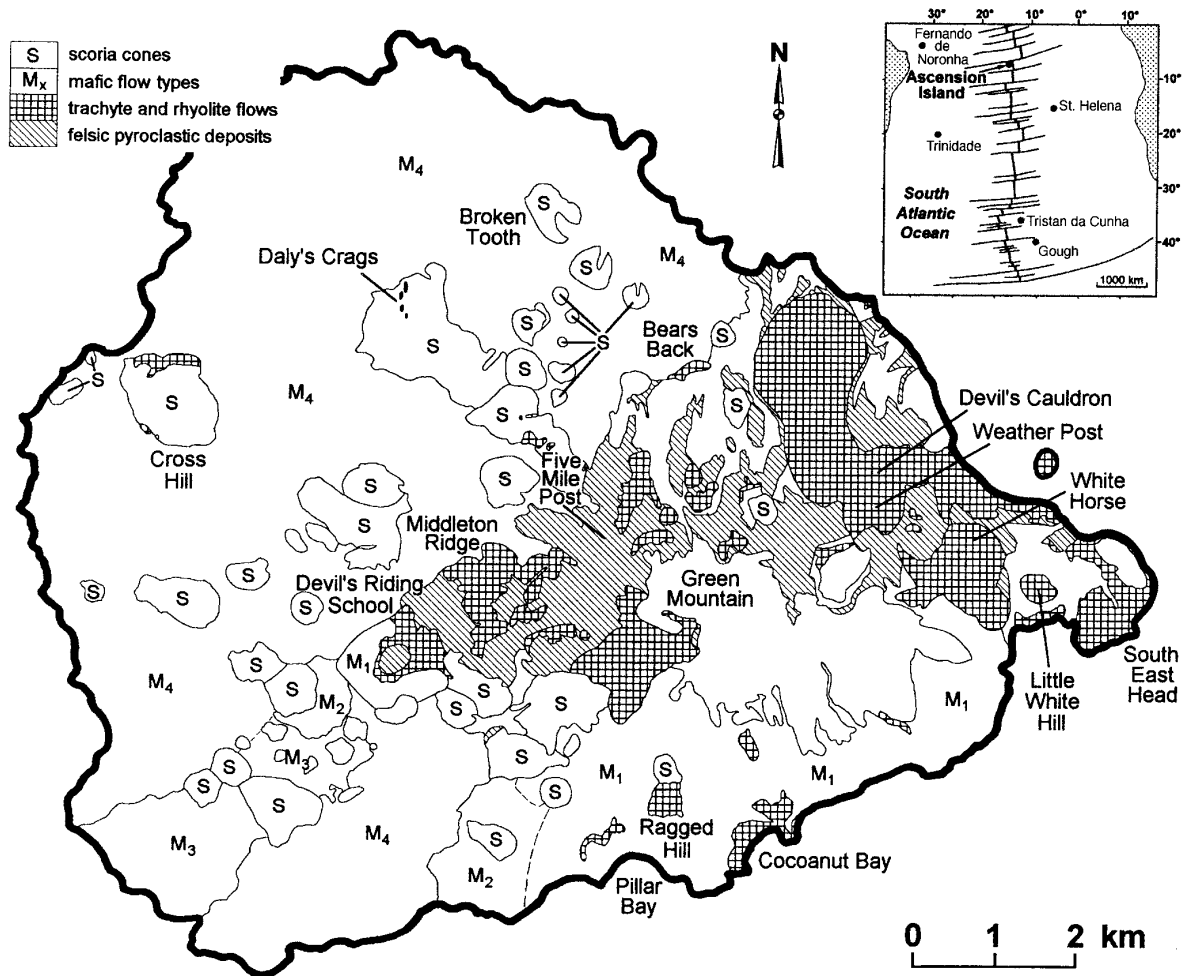 S scoria cones
Mx mafic flow types
trachyte and rhyolite flows
felsic pyroclastic deposits
N
30° 20° 0° 10°
Fernando
de
Noronha
Ascension
Island
10°
St. Helena
20°
Trinidade
30°
South
Atlantic
Ocean
Tristan da Cunha
Gough
40°
1000 km
M4
S
Broken
Tooth
M4
Daly's Crags
S
S
S
S
Bears
Back
S
S
S
S
M4
S
S
S
Devil's Cauldron
Weather Post
White
Horse
Cross
Hill
Five
Mile
Post
S
S
S
S
Middleton
Ridge
Green
Mountain
S
S
S
Devil's Riding
School
S
M1
M4
S
S
M2
S
S
S
M1
Little
White
Hill
South
East
Head
M3
S
S
S
S
M1
S
M1
S
M3
M4
S
M2
Ragged
Hill
Cocoanut Bay
Pillar
Bay
0 1 2 km